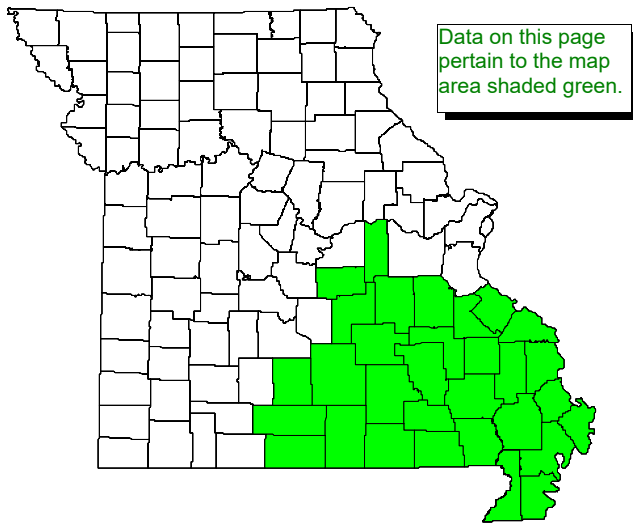 Data on this page
pertain to the map
area shaded green.